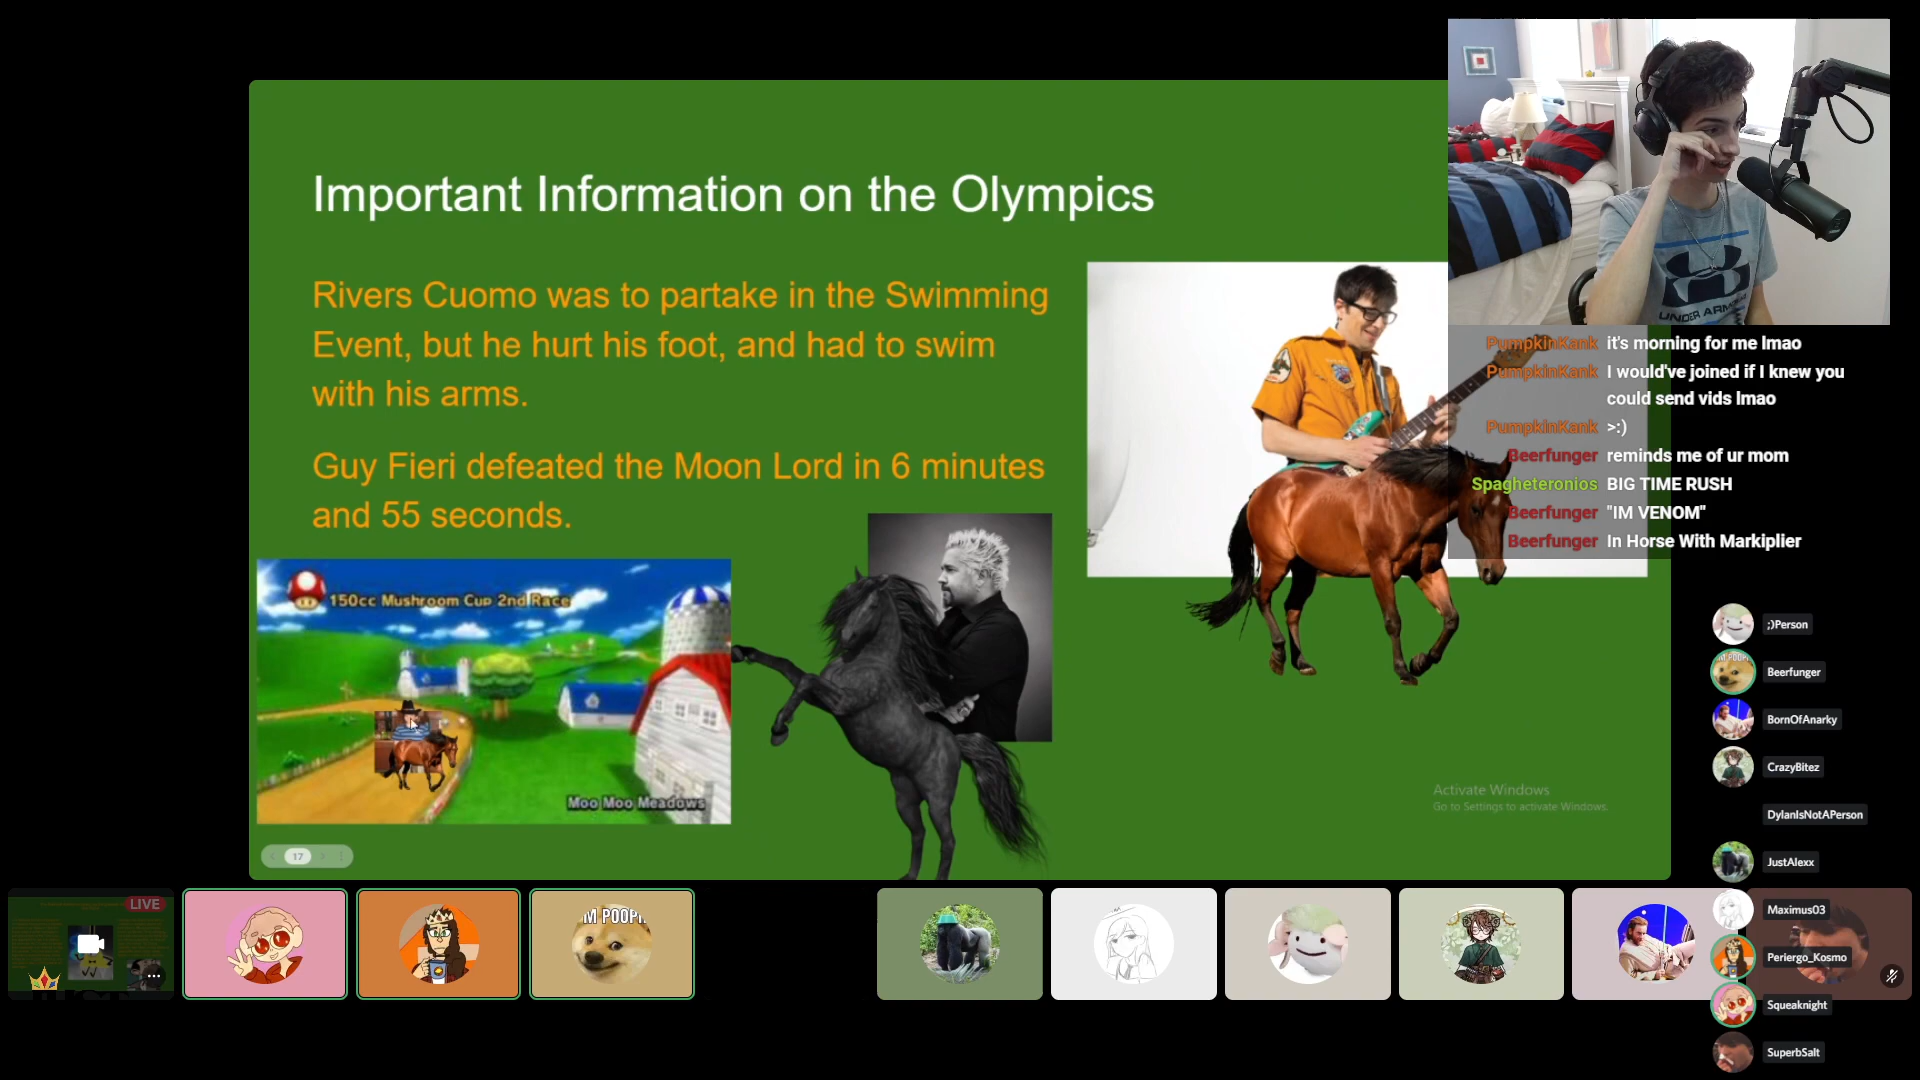 Important Information on the Olympics
Rivers Cuomo was to partake in the Swimming
Event, but he hurt his foot, and had to swim
with his arms.
Guy Fieri defeated the Moon Lord in 6 minutes
and 55 seconds.
150cc Mushroom Cup 2nd Race
Moo Moo Meadows
17
Activate Windows
Go to Settings to activate Windows.
UNDER ARM
PumpkinKank it's morning for me lmao
PumpkinKank I would've joined if I knew you
could send vids lmao
PumpkinKank >:)
Beerfunger reminds me of ur mom
Spagheteronios BIG TIME RUSH
Beerfunger "IM VENOM"
Beerfunger In Horse With Markiplier
;)Person
Beerfunger
BornOfAnarky
CrazyBitez
DylanIsNotAPerson
JustAlexx
Maximus03
Periergo_Kosmo
Squeaknight
SuperbSalt
LIVE